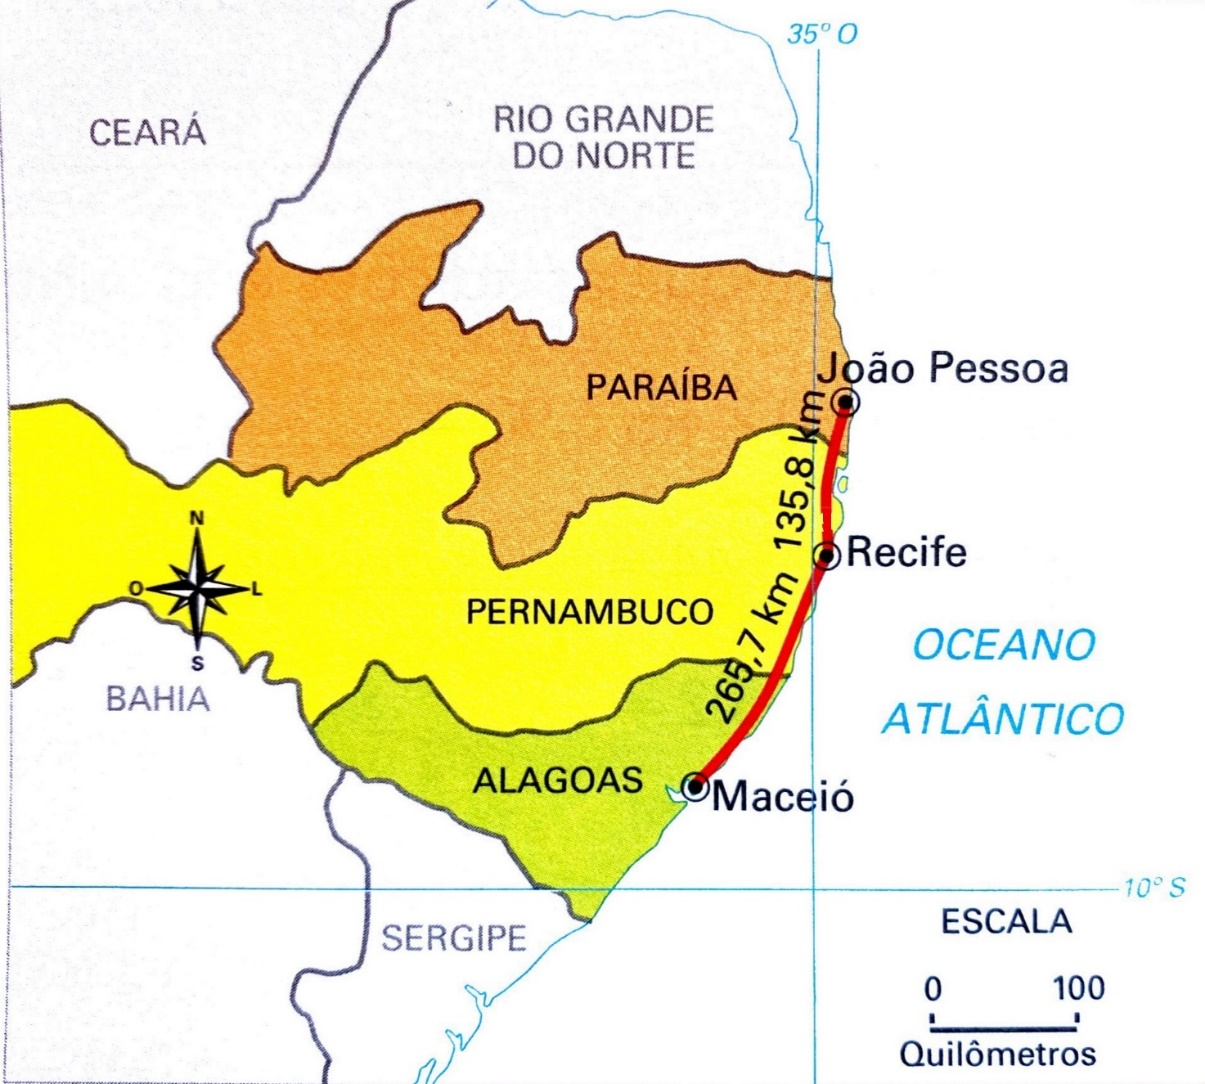 35° O
CEARÁ
RIO GRANDE
DO NORTE
João Pessoa
PARAÍBA
135,8 km
N
O
L
S
Recife
265,7 km
PERNAMBUCO
OCEANO
ATLÂNTICO
BAHIA
ALAGOAS
Maceió
10° S
ESCALA
SERGIPE
0 100
Quilômetros